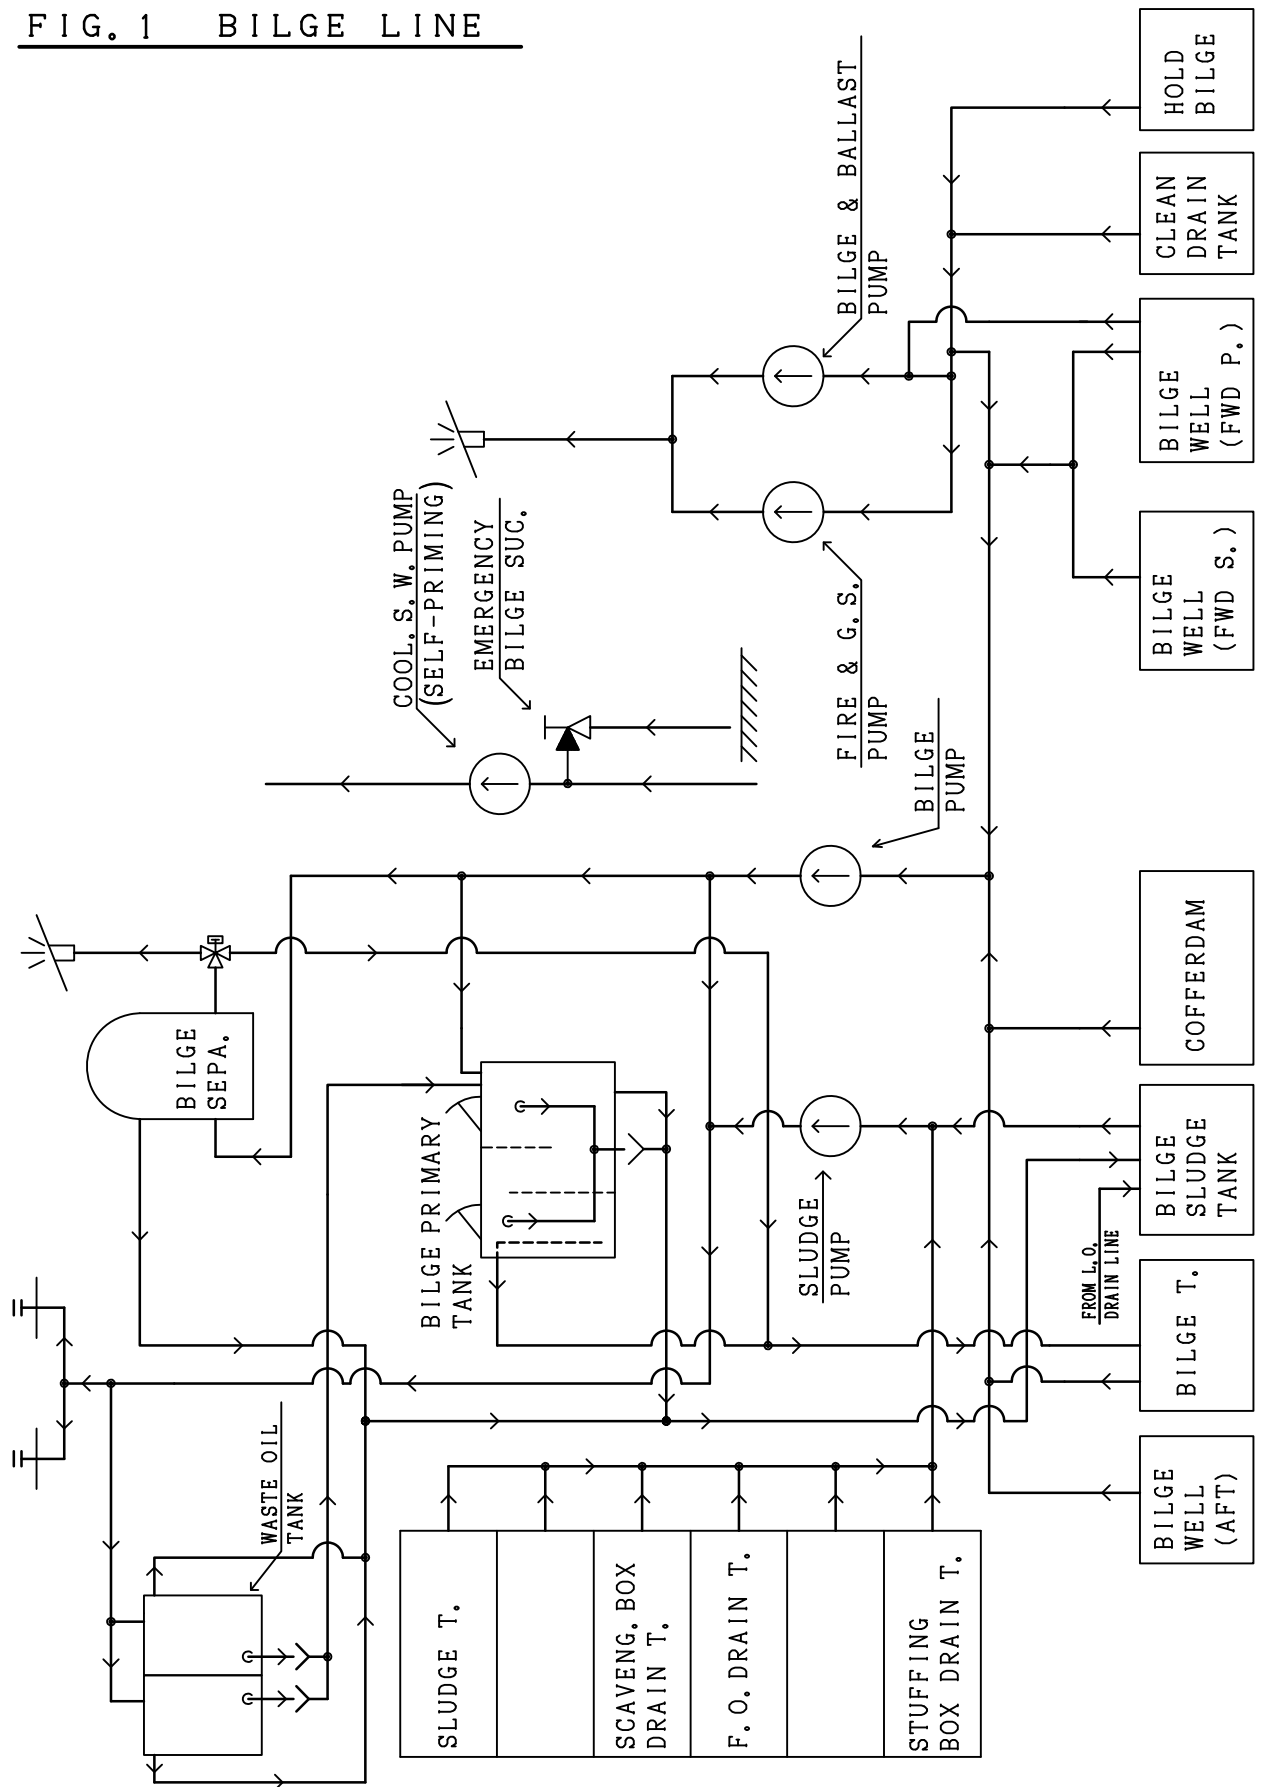 FIG. 1 BILGE LINE
HOLD
BILGE
CLEAN
DRAIN
TANK
BILGE
WELL
(FWD P.)
BILGE
WELL
(FWD S.)
BILGE & BALLAST
PUMP
COOL. S. W. PUMP
(SELF-PRIMING)
EMERGENCY
BILGE SUC.
FIRE & G. S.
PUMP
BILGE
PUMP
COFFERDAM
BILGE
SEPA.
BILGE PRIMARY
TANK
SLUDGE
PUMP
BILGE
SLUDGE
TANK
FROM L.O.
DRAIN LINE
BILGE T.
BILGE
WELL
(AFT)
WASTE OIL
TANK
SLUDGE T.
SCAVENG. BOX
DRAIN T.
F. O. DRAIN T.
STUFFING
BOX DRAIN T.